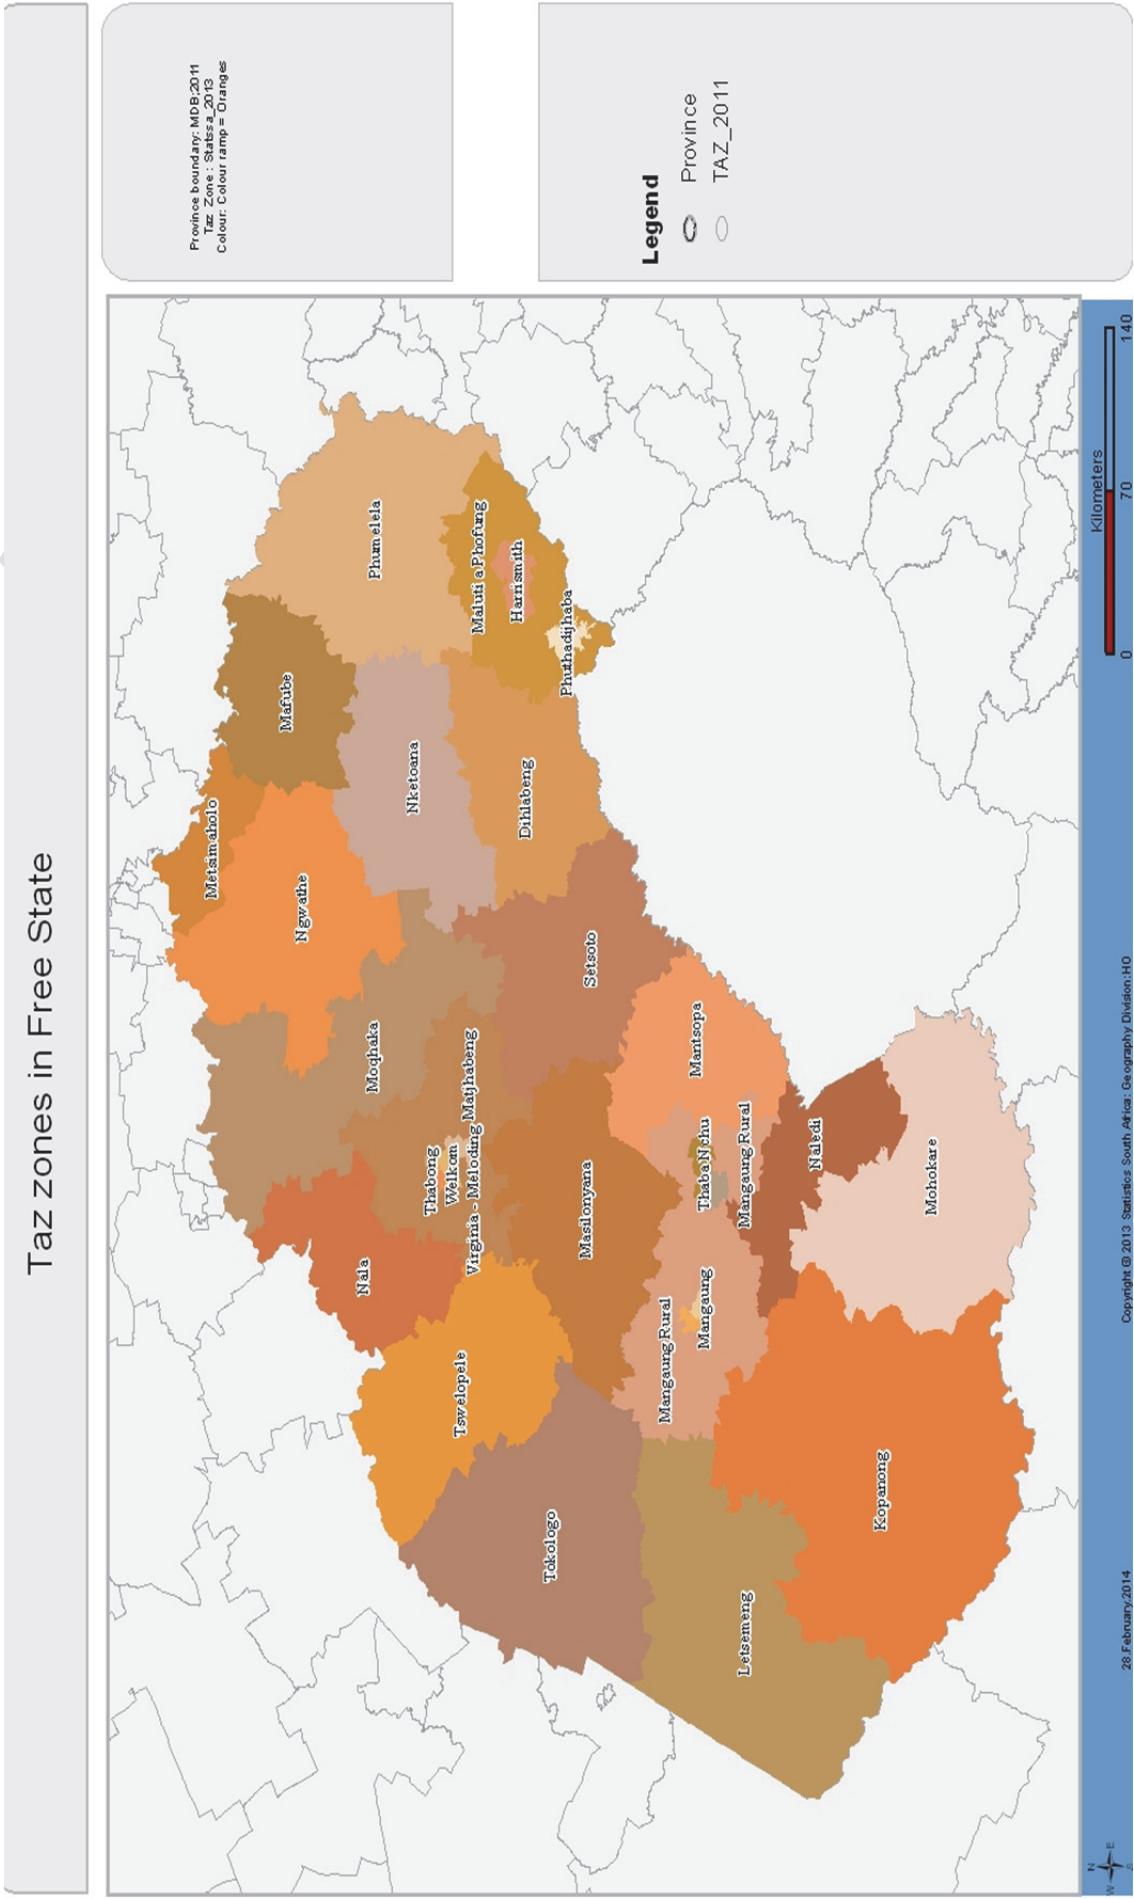 Taz zones in Free State
Province boundary: MDB;2011
Taz Zone : Statssa_2013
Colour: Colour ramp = Oranges
Legend
Province
TAZ_2011
Metsimaholo
Mafube
Ngwathe
Phumelela
Moqhaka
Nketoana
Nala
Thabong
Welkom
Matjhabeng
Virginia - Meloding
Maluti a Phofung
Harrismith
Phuthadijhaba
Dihlabeng
Tswelopele
Setsoto
Masilonyana
Tokologo
Mantsopa
Mangaung Rural
Mangaung
Thaba Nchu
Mangaung Rural
Letsemeng
Naledi
Kopanong
Mohokare
N
W E
S
Kilometers
0 70 140
28.February.2014
Copyright @ 2013 Statistics South Africa: Geography Division:HO